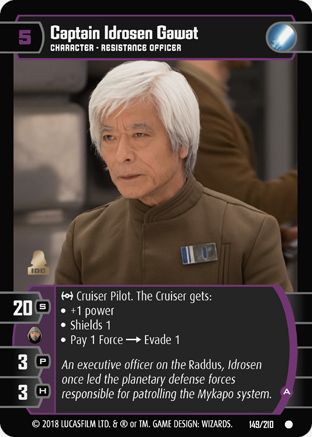 5
Captain Idrosen Gawat
CHARACTER • RESISTANCE OFFICER
IDC
20 S
3 P
3 H
Cruiser Pilot. The Cruiser gets:
• +1 power
• Shields 1
• Pay 1 Force → Evade 1
An executive officer on the Raddus, Idrosen
once led the planetary defense forces
responsible for patrolling the Mykapo system.
A
© 2018 LUCASFILM LTD. & ® or TM. GAME DESIGN: WIZARDS.
149/210